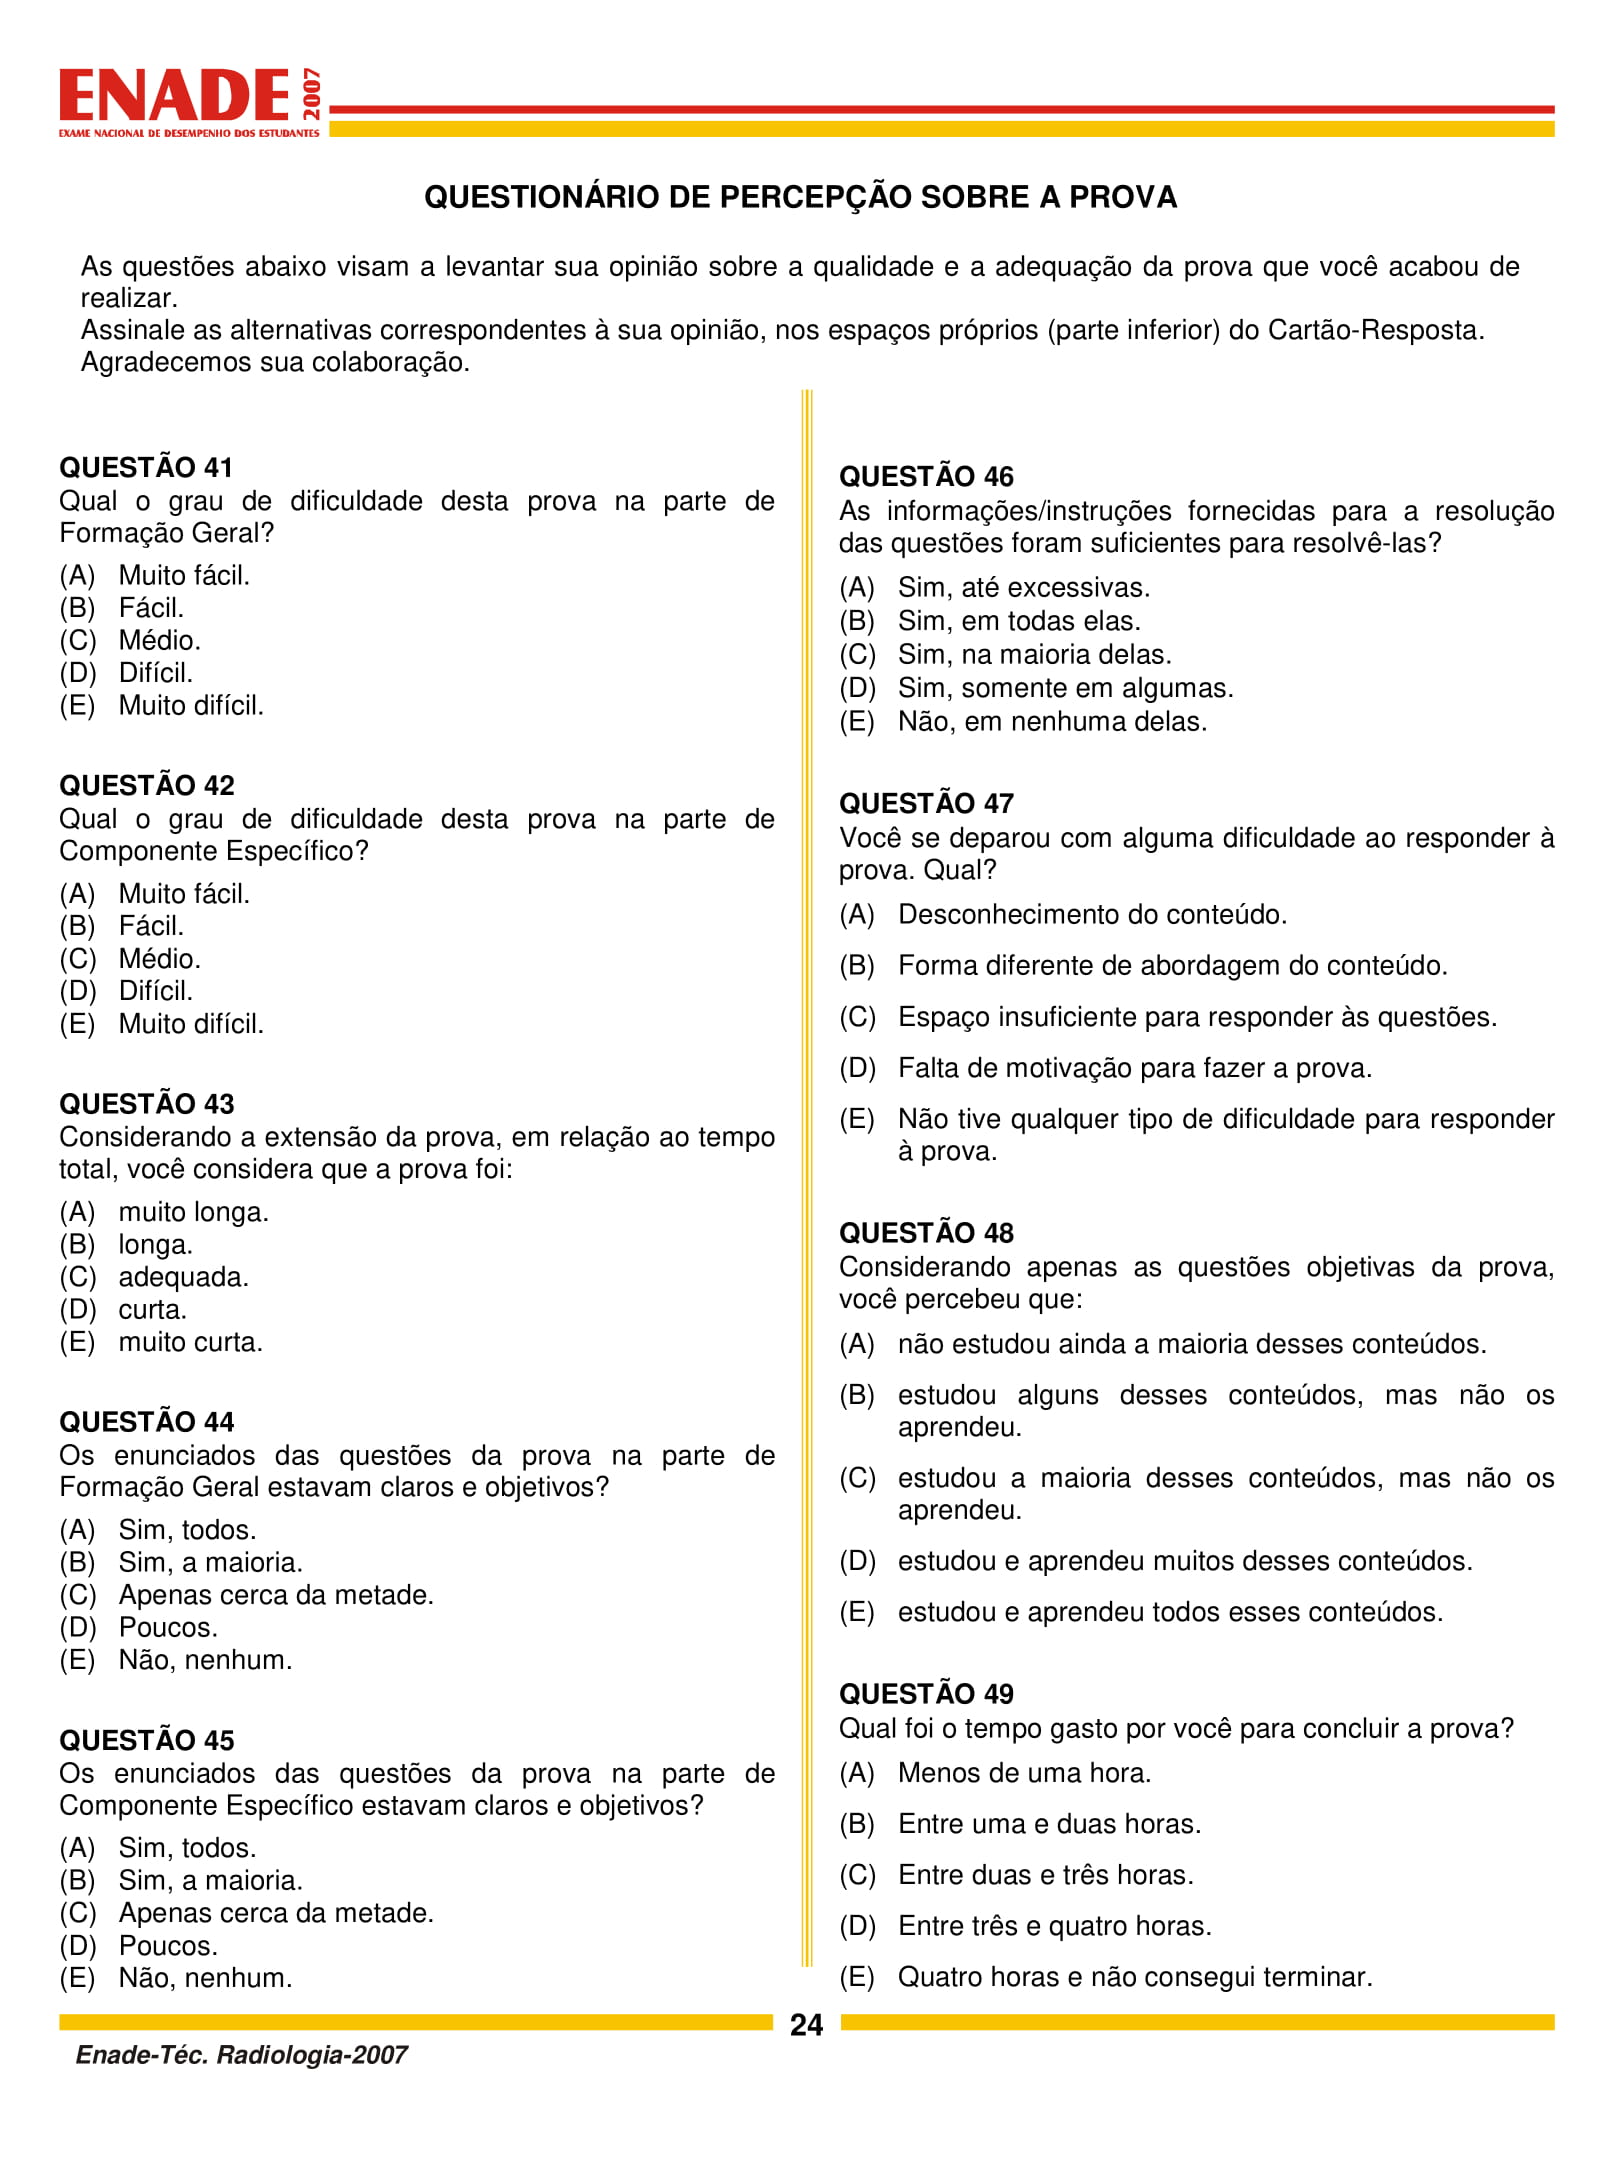 ENADE 2007
EXAME NACIONAL DE DESEMPENHO DOS ESTUDANTES
QUESTIONÁRIO DE PERCEPÇÃO SOBRE A PROVA
As questões abaixo visam a levantar sua opinião sobre a qualidade e a adequação da prova que você acabou de
realizar.
Assinale as alternativas correspondentes à sua opinião, nos espaços próprios (parte inferior) do Cartão-Resposta.
Agradecemos sua colaboração.
QUESTÃO 41
Qual o grau de dificuldade desta prova na parte de
Formação Geral?
(A) Muito fácil.
(B) Fácil.
(C) Médio.
(D) Difícil.
(E) Muito difícil.
QUESTÃO 42
Qual o grau de dificuldade desta prova na parte de
Componente Específico?
(A) Muito fácil.
(B) Fácil.
(C) Médio.
(D) Difícil.
(E) Muito difícil.
QUESTÃO 43
Considerando a extensão da prova, em relação ao tempo
total, você considera que a prova foi:
(A) muito longa.
(B) longa.
(C) adequada.
(D) curta.
(E) muito curta.
QUESTÃO 44
Os enunciados das questões da prova na parte de
Formação Geral estavam claros e objetivos?
(A) Sim, todos.
(B) Sim, a maioria.
(C) Apenas cerca da metade.
(D) Poucos.
(E) Não, nenhum.
QUESTÃO 45
Os enunciados das questões da prova na parte de
Componente Específico estavam claros e objetivos?
(A) Sim, todos.
(B) Sim, a maioria.
(C) Apenas cerca da metade.
(D) Poucos.
(E) Não, nenhum.
QUESTÃO 46
As informações/instruções fornecidas para a resolução
das questões foram suficientes para resolvê-las?
(A) Sim, até excessivas.
(B) Sim, em todas elas.
(C) Sim, na maioria delas.
(D) Sim, somente em algumas.
(E) Não, em nenhuma delas.
QUESTÃO 47
Você se deparou com alguma dificuldade ao responder à
prova. Qual?
(A) Desconhecimento do conteúdo.
(B) Forma diferente de abordagem do conteúdo.
(C) Espaço insuficiente para responder às questões.
(D) Falta de motivação para fazer a prova.
(E) Não tive qualquer tipo de dificuldade para responder
à prova.
QUESTÃO 48
Considerando apenas as questões objetivas da prova,
você percebeu que:
(A) não estudou ainda a maioria desses conteúdos.
(B) estudou alguns desses conteúdos, mas não os
aprendeu.
(C) estudou a maioria desses conteúdos, mas não os
aprendeu.
(D) estudou e aprendeu muitos desses conteúdos.
(E) estudou e aprendeu todos esses conteúdos.
QUESTÃO 49
Qual foi o tempo gasto por você para concluir a prova?
(A) Menos de uma hora.
(B) Entre uma e duas horas.
(C) Entre duas e três horas.
(D) Entre três e quatro horas.
(E) Quatro horas e não consegui terminar.
24
Enade-Téc. Radiologia-2007